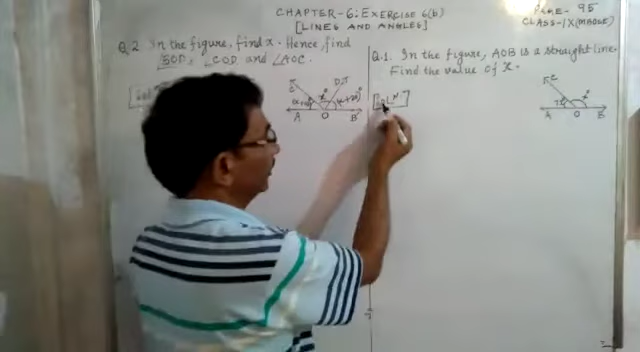 CHAPTER-6: EXERCISE 6(b)
[LINES AND ANGLES]
PAGE- 95
CLASS-IX(MBOSE)
Q.2 In the figure, find x. Hence, find
∠BOD, ∠COD and ∠AOC.
A O B
Q.1. In the figure, AOB is a straight line.
Find the value of x.
[Sol^N]
C
A O B